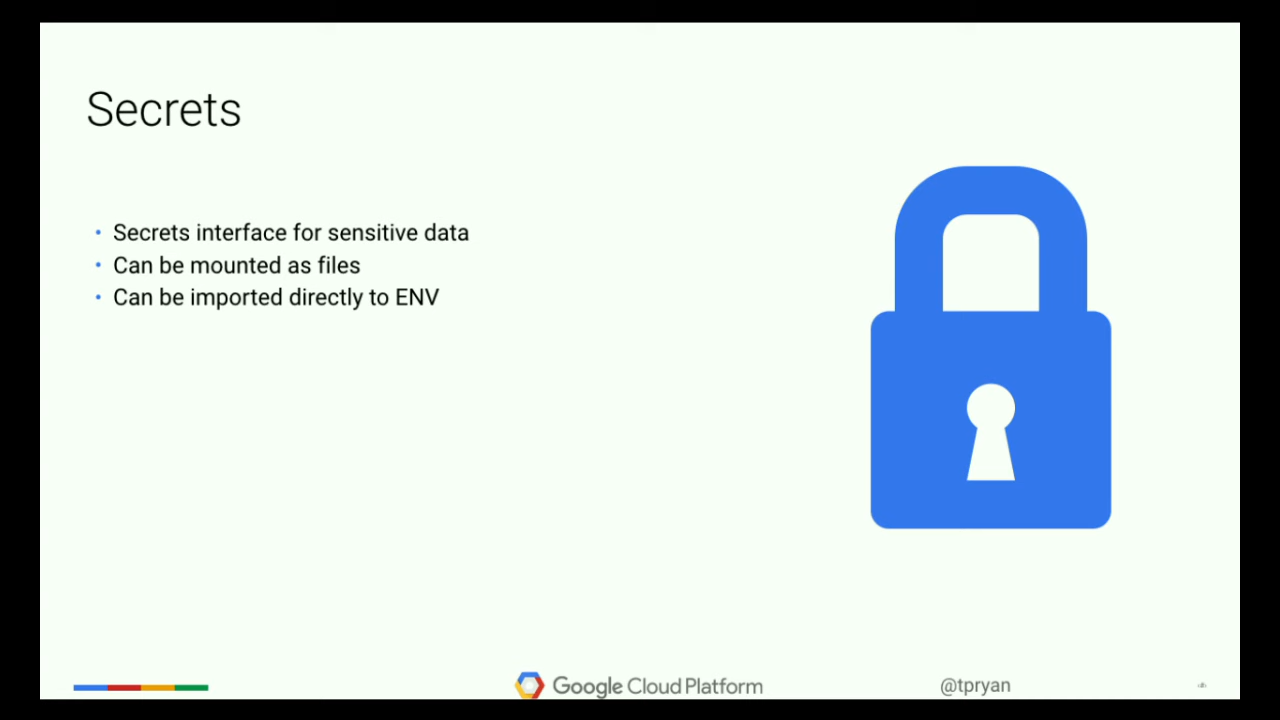 Secrets
• Secrets interface for sensitive data
• Can be mounted as files
• Can be imported directly to ENV
Google Cloud Platform
@tpryan